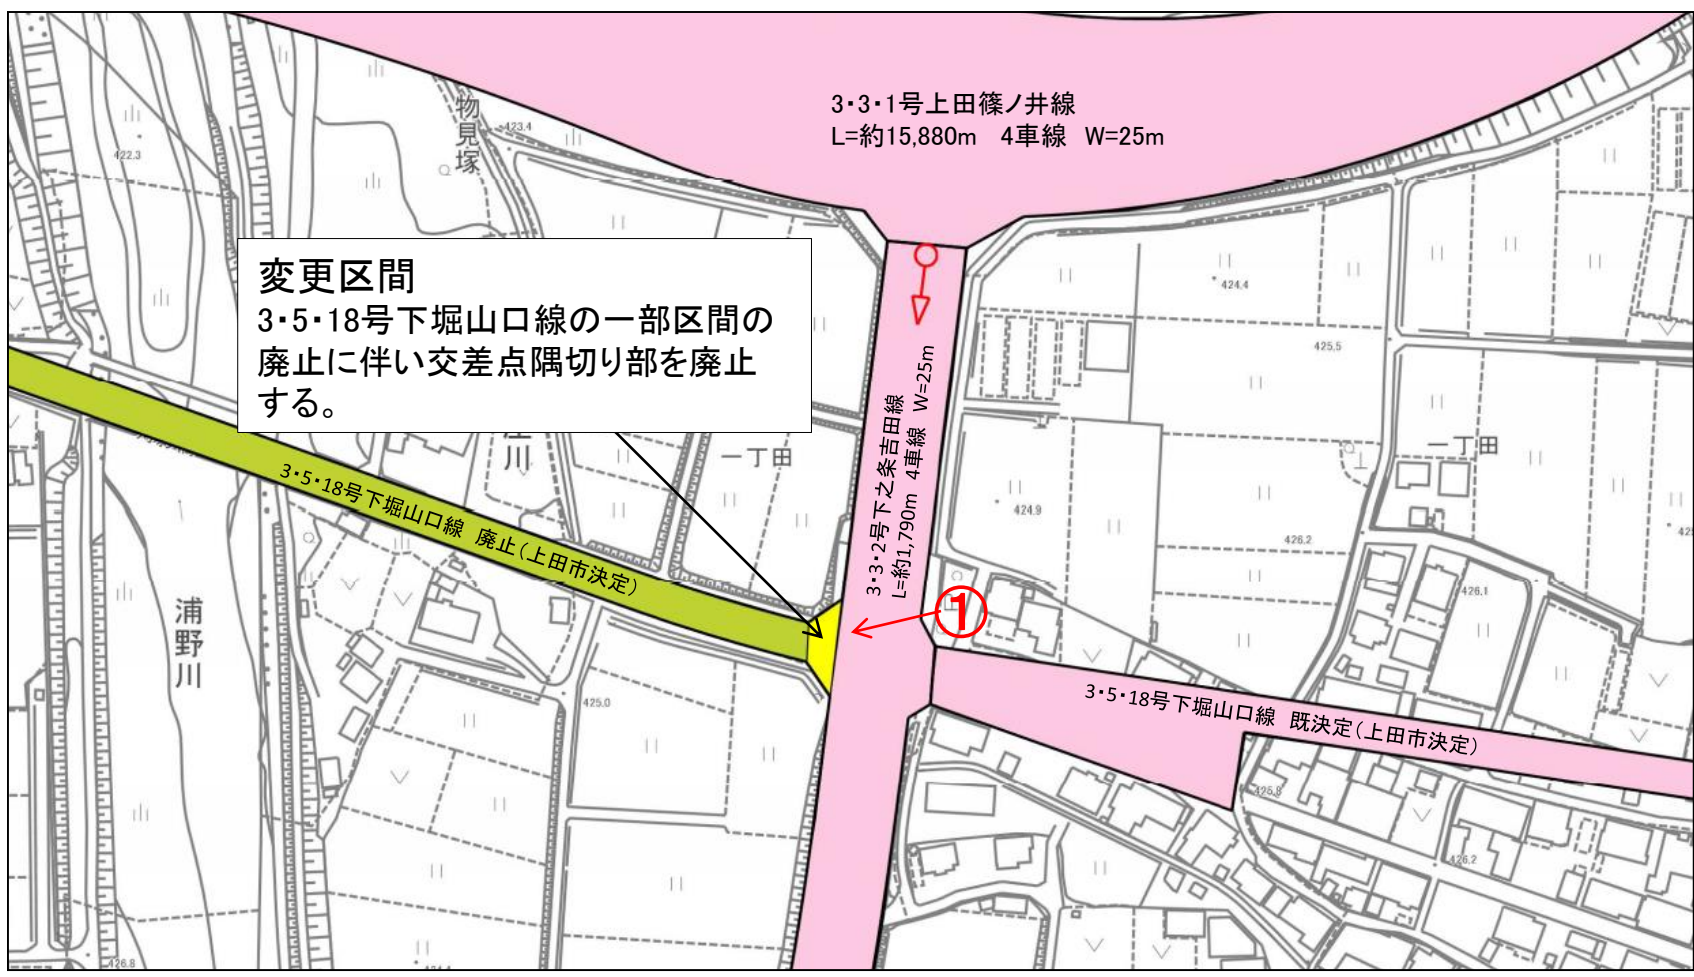 3・3・1号上田篠ノ井線
L=約15,880m 4車線 W=25m
物見塚
423.4
422.3
変更区間
3・5・18号下堀山口線の一部区間の
廃止に伴い交差点隅切り部を廃止
する。
424.4
425.5
3・3・2号下之条吉田線
L=約1,790m 4車線 W=25m
川
一丁田
一丁田
3・5・18号下堀山口線 廃止(上田市決定)
424.9
426.2
426.1
①
浦野川
425.0
3・5・18号下堀山口線 既決定(上田市決定)
425.8
426.2
426.8